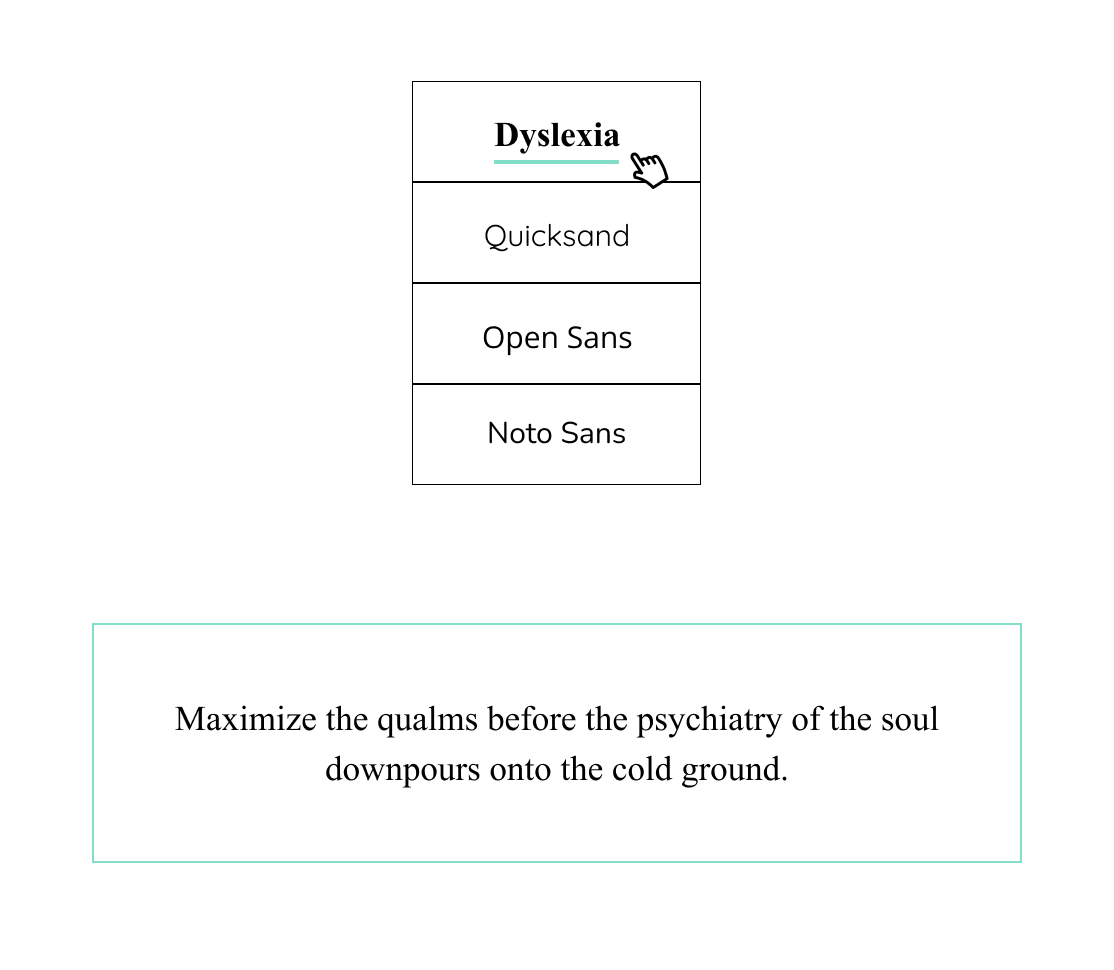 Dyslexia
Quicksand
Open Sans
Noto Sans
Maximize the qualms before the psychiatry of the soul
downpours onto the cold ground.